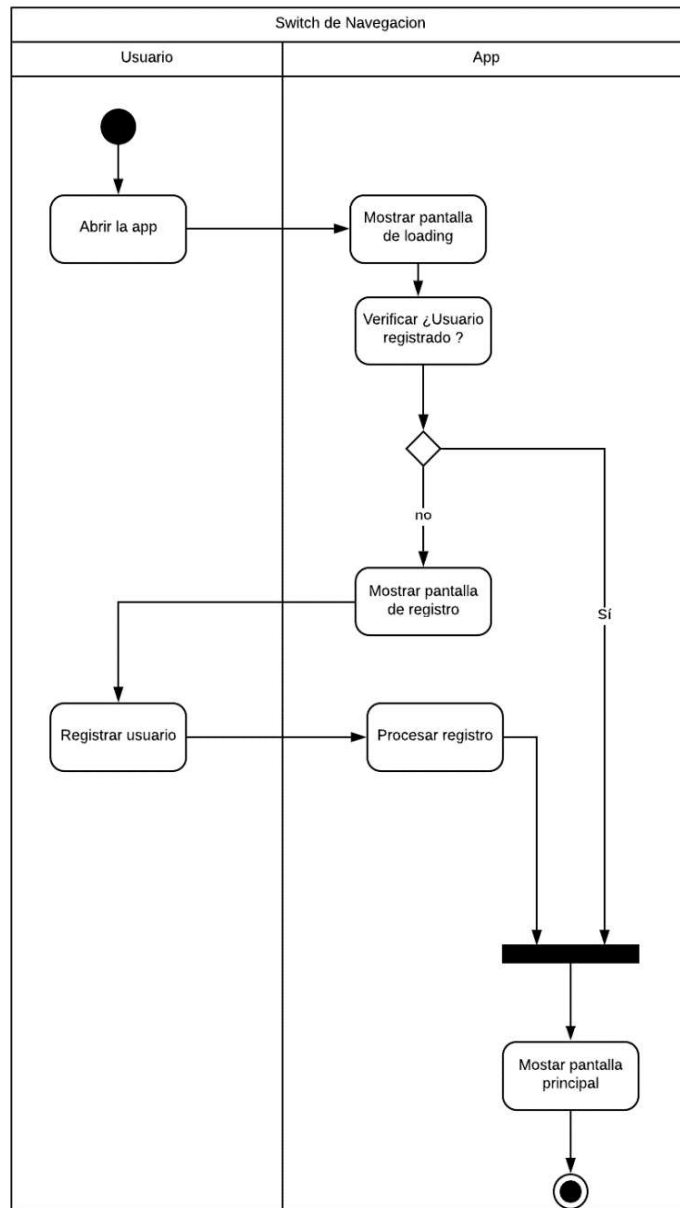 Switch de Navegacion
Usuario
App
Abrir la app
Mostrar pantalla
de loading
Verificar ¿Usuario
registrado ?
no
Mostrar pantalla
de registro
Sí
Registrar usuario
Procesar registro
Mostar pantalla
principal